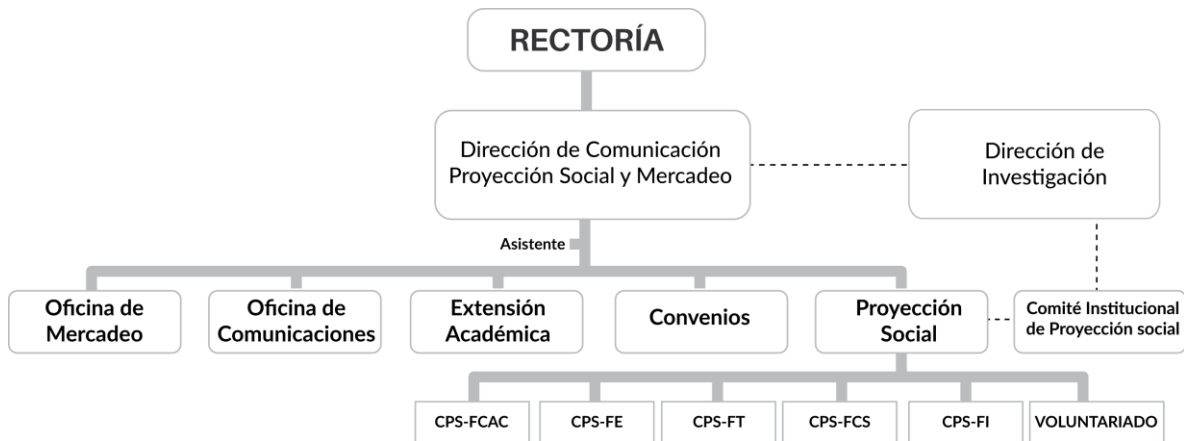 RECTORÍA
Dirección de Comunicación
Proyección Social y Mercadeo
Dirección de
Investigación
Asistente
Oficina de
Mercadeo
Oficina de
Comunicaciones
Extensión
Académica
Convenios
Proyección
Social
Comité Institucional
de Proyección social
CPS-FCAC
CPS-FE
CPS-FT
CPS-FCS
CPS-FI
VOLUNTARIADO